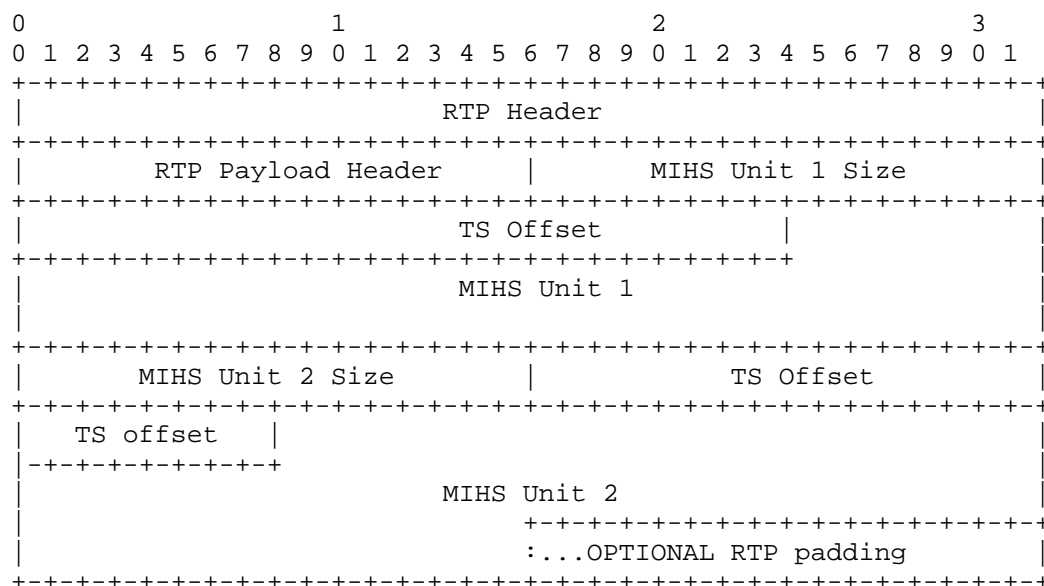 0                   1                   2                   3
0 1 2 3 4 5 6 7 8 9 0 1 2 3 4 5 6 7 8 9 0 1 2 3 4 5 6 7 8 9 0 1
+-+-+-+-+-+-+-+-+-+-+-+-+-+-+-+-+-+-+-+-+-+-+-+-+-+-+-+-+-+-+-+-+
|                          RTP Header                           |
+-+-+-+-+-+-+-+-+-+-+-+-+-+-+-+-+-+-+-+-+-+-+-+-+-+-+-+-+-+-+-+-+
|        RTP Payload Header     |       MIHS Unit 1 Size        |
+-+-+-+-+-+-+-+-+-+-+-+-+-+-+-+-+-+-+-+-+-+-+-+-+-+-+-+-+-+-+-+-+
|                           TS Offset           |               |
+-+-+-+-+-+-+-+-+-+-+-+-+-+-+-+-+-+-+-+-+-+-+-+-+               |
|                           MIHS Unit 1                         |
|                                                               |
+-+-+-+-+-+-+-+-+-+-+-+-+-+-+-+-+-+-+-+-+-+-+-+-+-+-+-+-+-+-+-+-+
|       MIHS Unit 2 Size        |            TS Offset          |
+-+-+-+-+-+-+-+-+-+-+-+-+-+-+-+-+-+-+-+-+-+-+-+-+-+-+-+-+-+-+-+-+
|   TS offset   |                                               |
|-+-+-+-+-+-+-+-+                                               |
|                          MIHS Unit 2                          |
|                               +-+-+-+-+-+-+-+-+-+-+-+-+-+-+-+-+
|                               :...OPTIONAL RTP padding        |
+-+-+-+-+-+-+-+-+-+-+-+-+-+-+-+-+-+-+-+-+-+-+-+-+-+-+-+-+-+-+-+-+